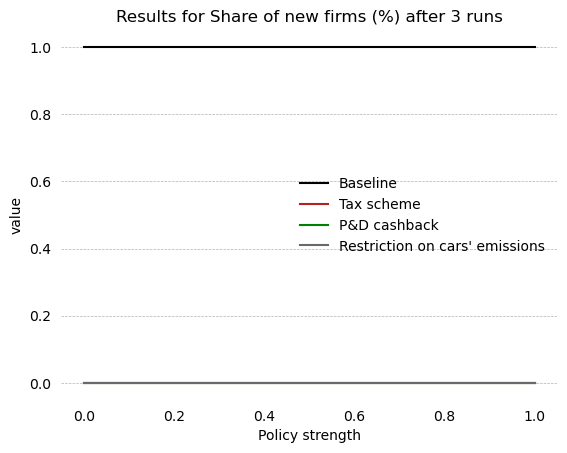 Results for Share of new firms (%) after 3 runs
1.0
0.8
0.6
0.4
0.2
0.0
value
Baseline
Tax scheme
P&D cashback
Restriction on cars' emissions
0.0 0.2 0.4 0.6 0.8 1.0
Policy strength